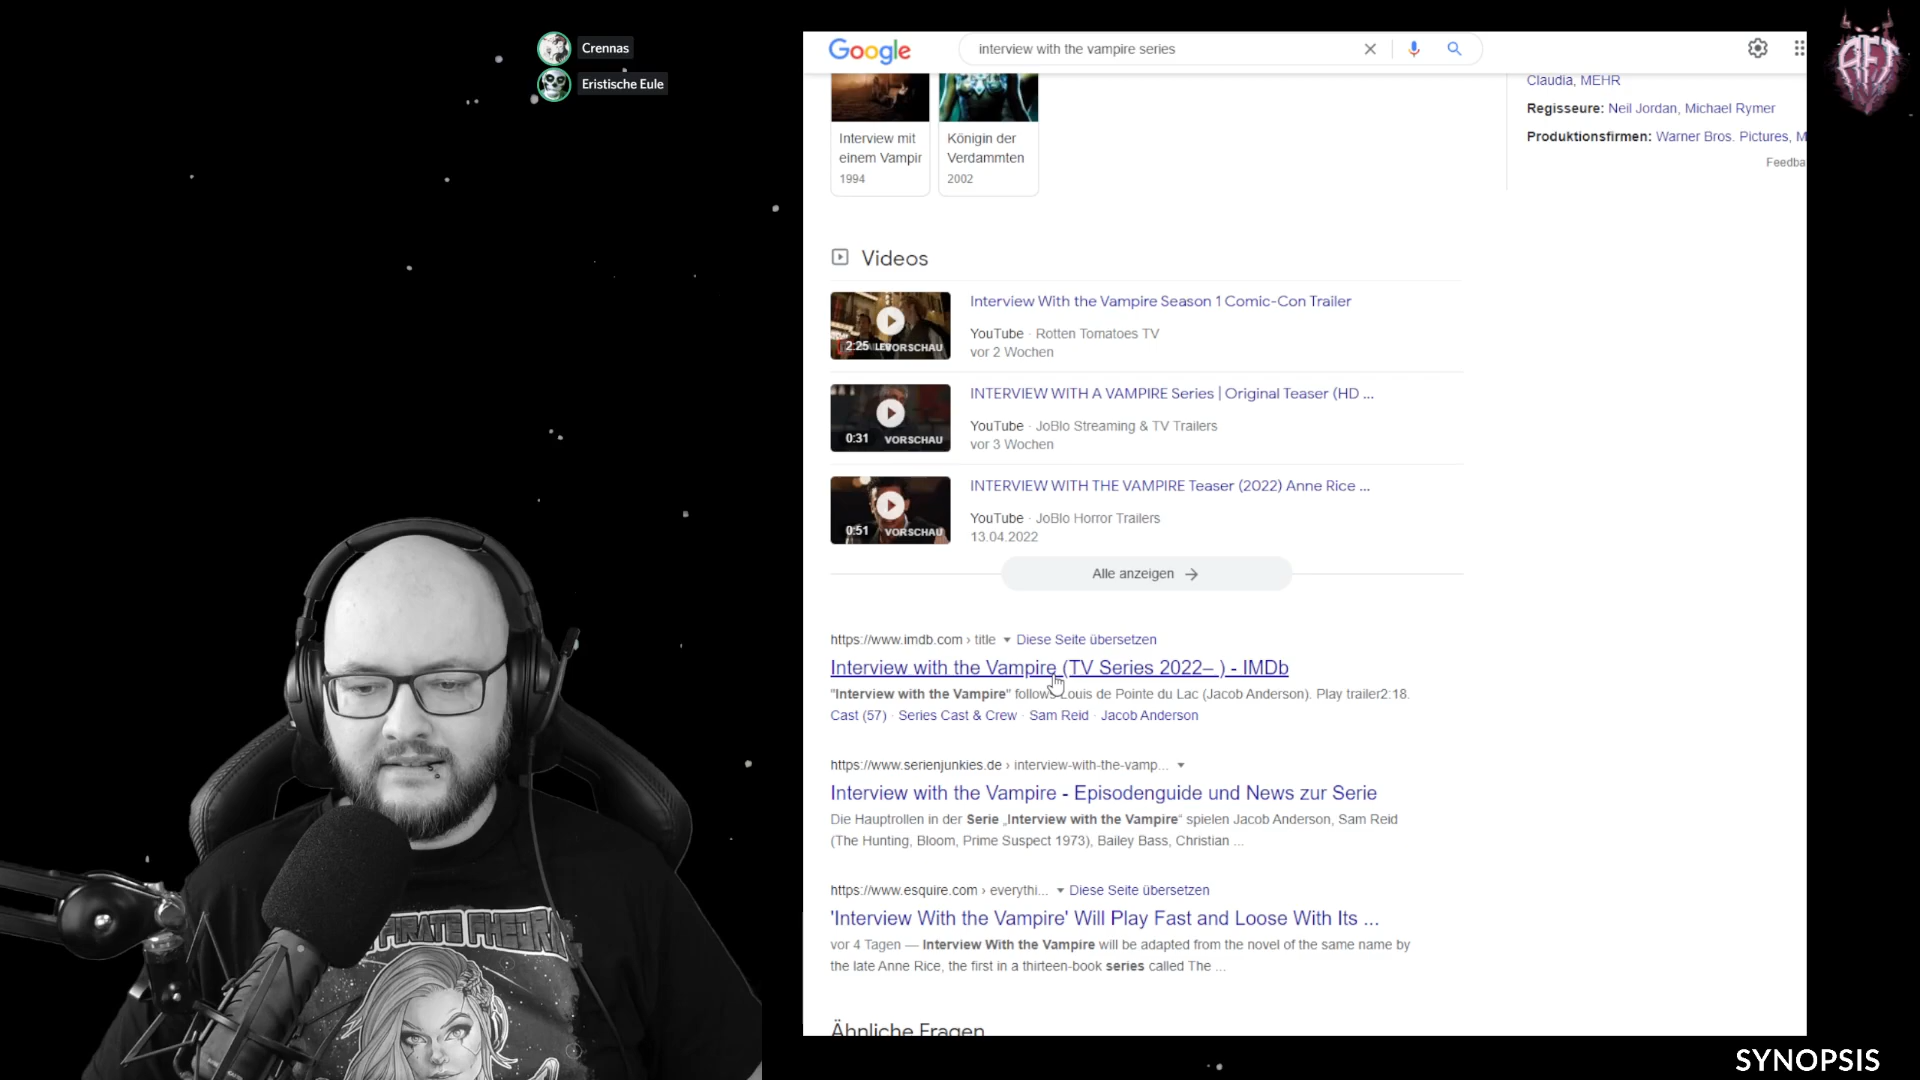 Crennas
Eristische Eule
Google
interview with the vampire series
AFT
Claudia, MEHR
Regisseure: Neil Jordan, Michael Rymer
Produktionsfirmen: Warner Bros. Pictures, M
Feedba
Interview mit
einem Vampir
1994
Königin der
Verdammten
2002
Videos
2:25
VORSCHAU
Interview With the Vampire Season 1 Comic-Con Trailer
YouTube · Rotten Tomatoes TV
vor 2 Wochen
0:31 VORSCHAU
INTERVIEW WITH A VAMPIRE Series | Original Teaser (HD ...
YouTube · JoBlo Streaming & TV Trailers
vor 3 Wochen
0:51 VORSCHAU
INTERVIEW WITH THE VAMPIRE Teaser (2022) Anne Rice ...
YouTube · JoBlo Horror Trailers
13.04.2022
Alle anzeigen
https://www.imdb.com › title Diese Seite übersetzen
Interview with the Vampire (TV Series 2022– ) - IMDb
"Interview with the Vampire" follows Louis de Pointe du Lac (Jacob Anderson). Play trailer2:18.
Cast (57) · Series Cast & Crew · Sam Reid · Jacob Anderson
https://www.serienjunkies.de › interview-with-the-vamp...
Interview with the Vampire - Episodenguide und News zur Serie
Die Hauptrollen in der Serie „Interview with the Vampire“ spielen Jacob Anderson, Sam Reid
(The Hunting, Bloom, Prime Suspect 1973), Bailey Bass, Christian ...
https://www.esquire.com › everythi... Diese Seite übersetzen
'Interview With the Vampire' Will Play Fast and Loose With Its ...
vor 4 Tagen — Interview With the Vampire will be adapted from the novel of the same name by
the late Anne Rice, the first in a thirteen-book series called The ...
Ähnliche Fragen
SYNOPSIS